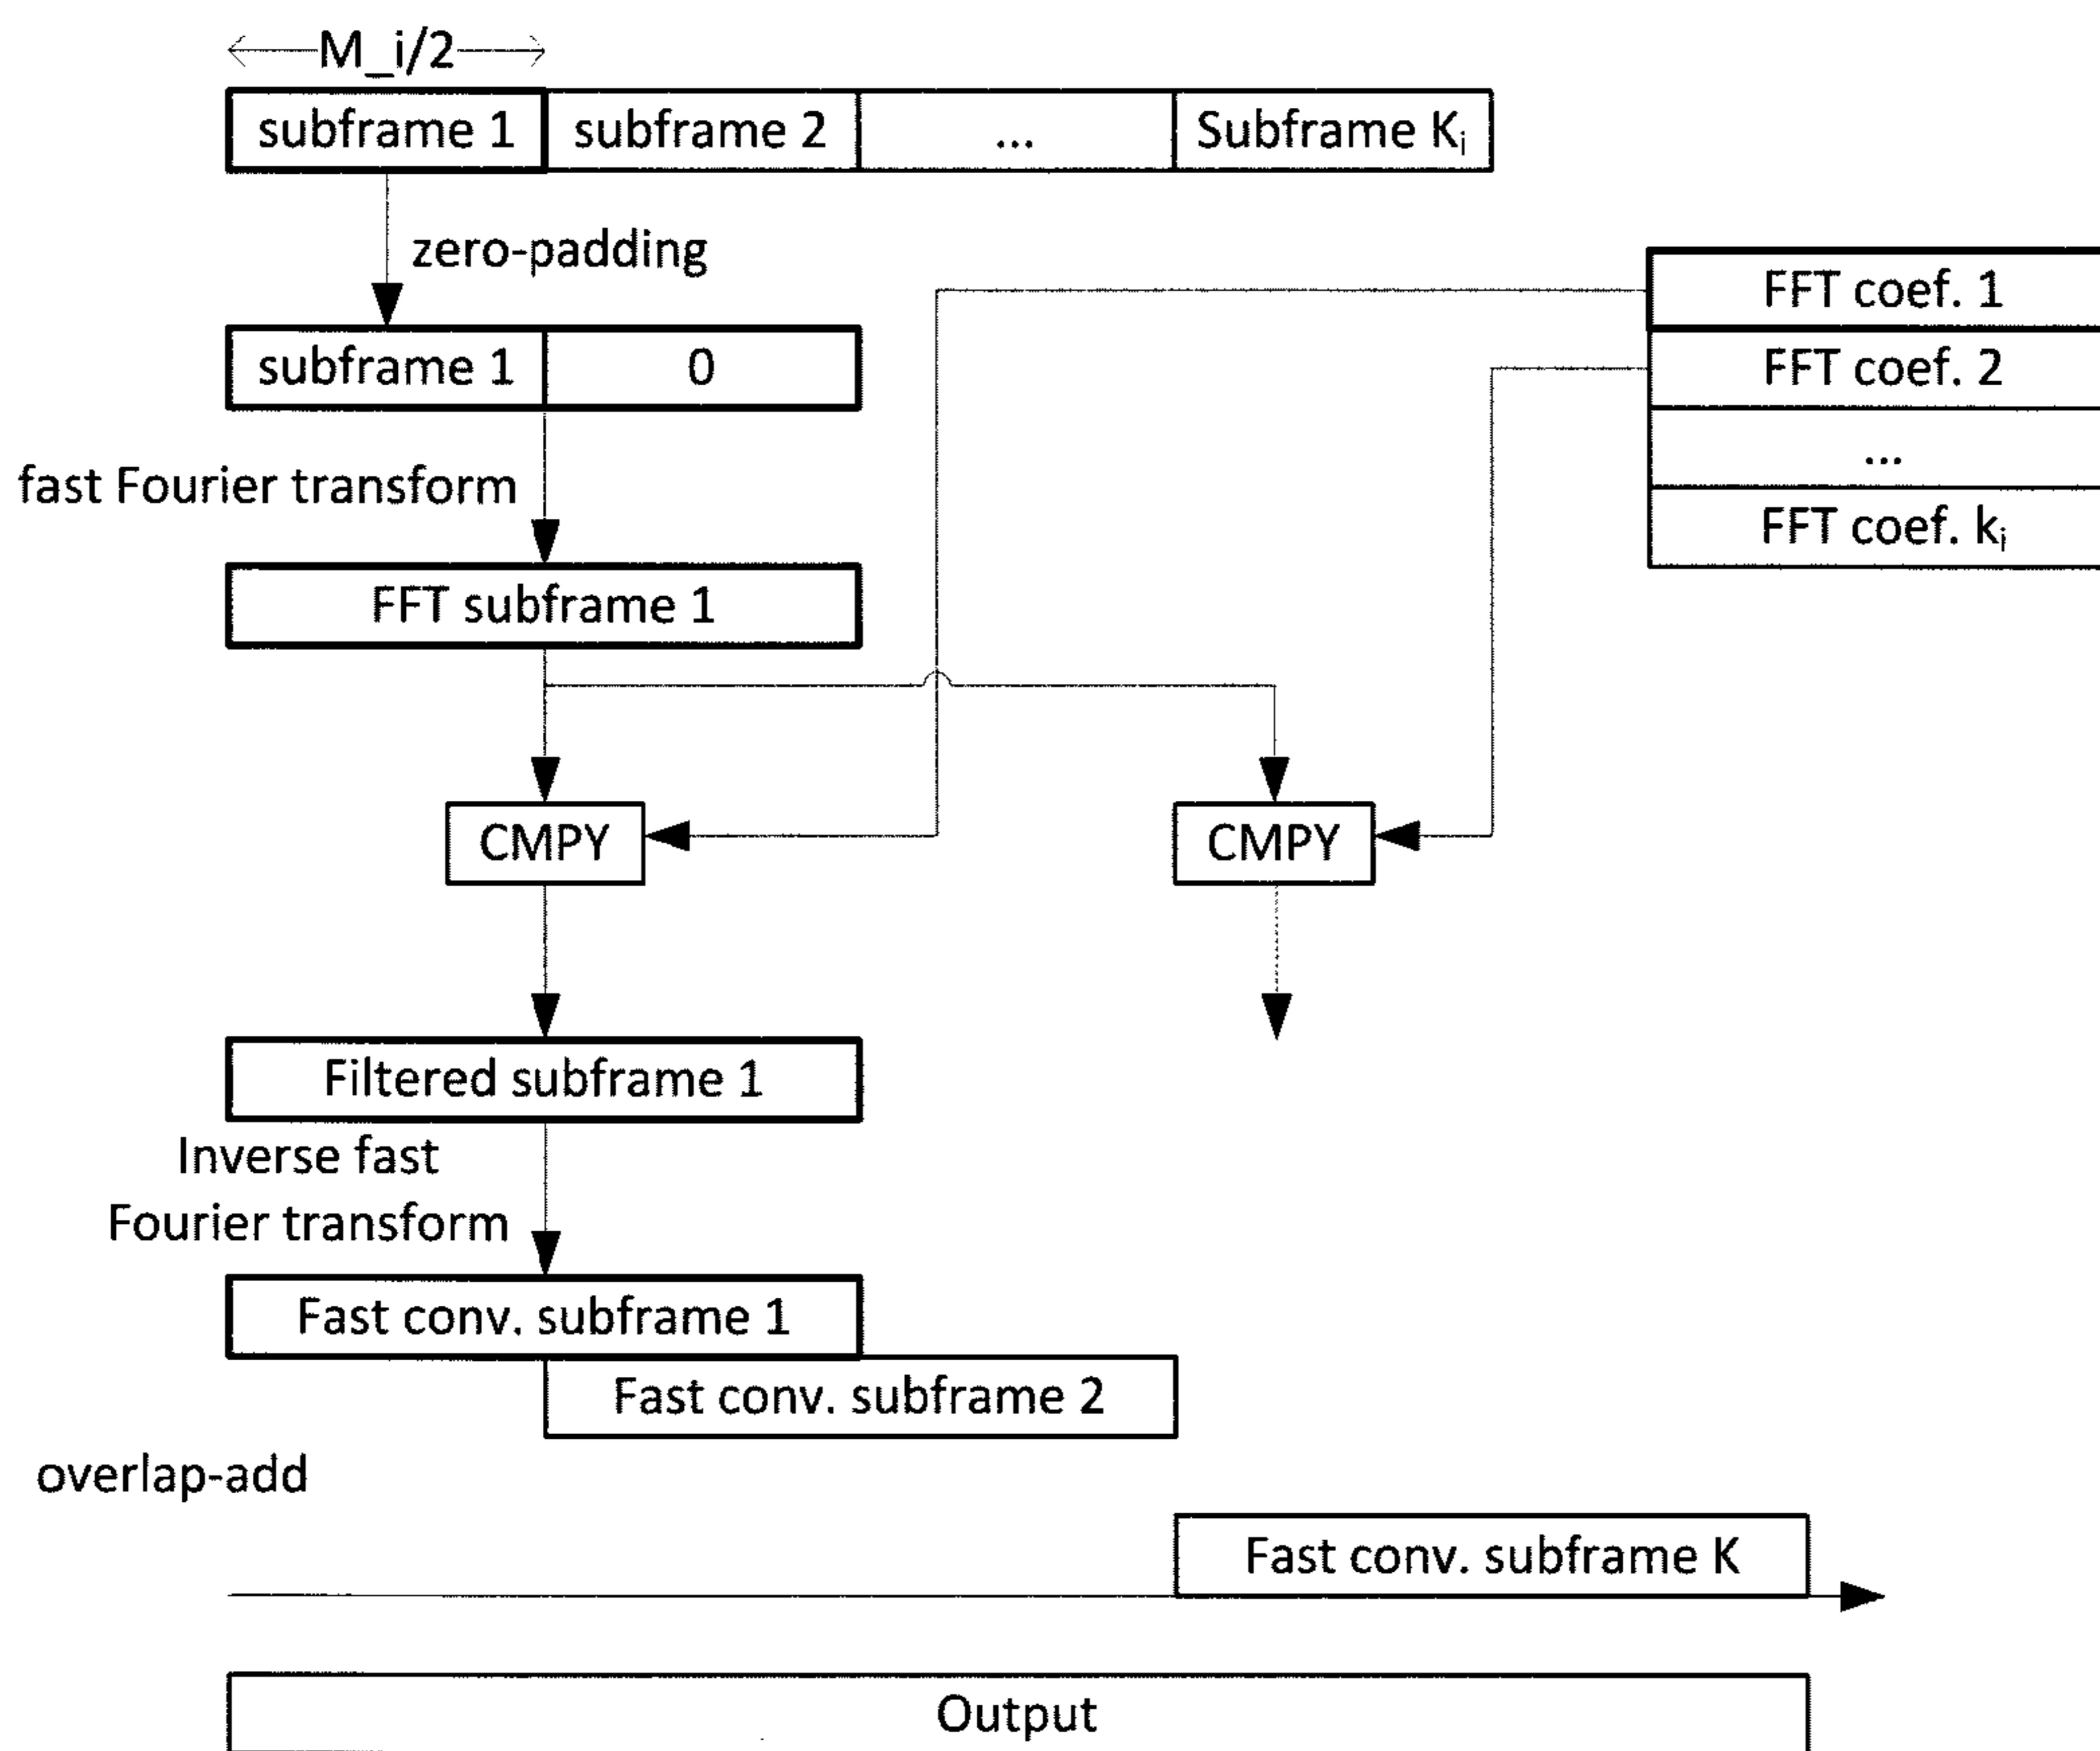 M_i/2
subframe 1 subframe 2 ... Subframe Kᵢ
zero-padding
FFT coef. 1
subframe 1 0
FFT coef. 2
...
fast Fourier transform
FFT coef. kᵢ
FFT subframe 1
CMPY CMPY
Filtered subframe 1
Inverse fast
Fourier transform
Fast conv. subframe 1
Fast conv. subframe 2
overlap-add
Fast conv. subframe K
Output